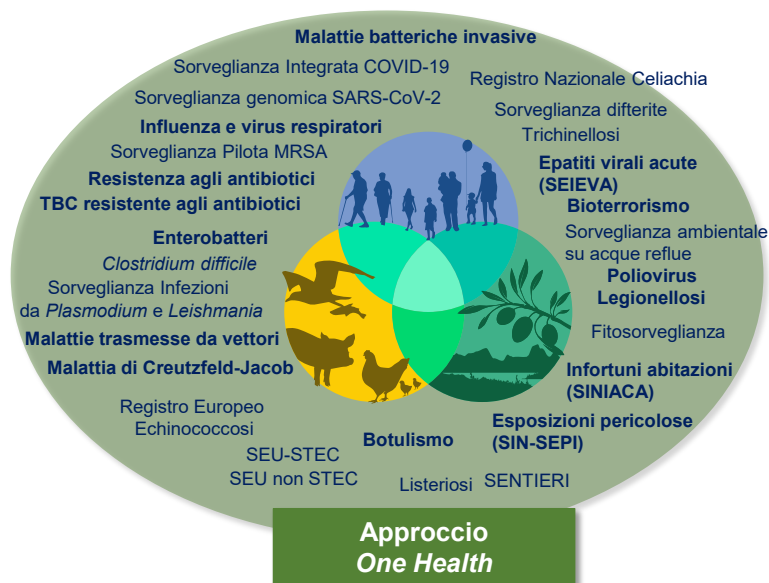 Malattie batteriche invasive
Sorveglianza Integrata COVID-19
Registro Nazionale Celiachia
Sorveglianza genomica SARS-CoV-2
Sorveglianza difterite
Influenza e virus respiratori
Trichinellosi
Sorveglianza Pilota MRSA
Epatiti virali acute
(SEIEVA)
Resistenza agli antibiotici
TBC resistente agli antibiotici
Bioterrorismo
Enterobatteri
Sorveglianza ambientale
su acque reflue
Clostridium difficile
Poliovirus
Sorveglianza Infezioni
da Plasmodium e Leishmania
Legionellosi
Malattie trasmesse da vettori
Fitosorveglianza
Malattia di Creutzfeld-Jacob
Infortuni abitazioni
(SINIACA)
Registro Europeo
Echinococcosi
Esposizioni pericolose
(SIN-SEPI)
Botulismo
SEU-STEC
SEU non STEC
Listeriosi
SENTIERI
Approccio
One Health